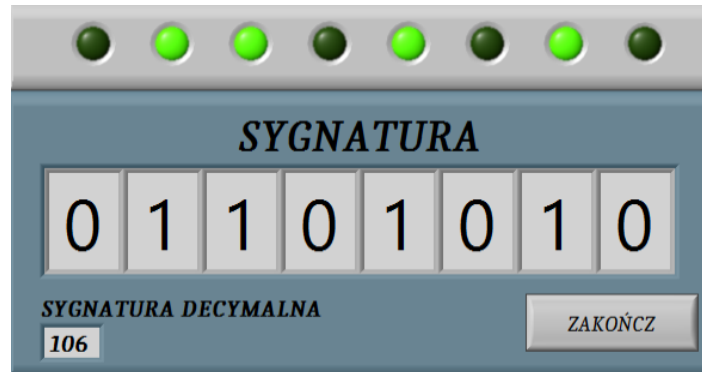 SYGNATURA
0 1 1 0 1 0 1 0
SYGNATURA DECYMALNA
106
ZAKOŃCZ